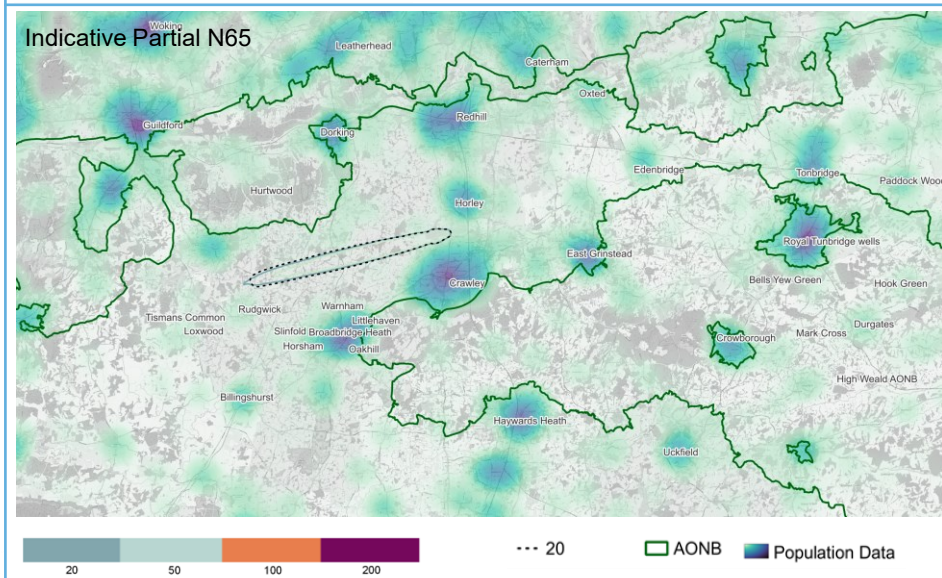 Indicative Partial N65
Woking
Leatherhead
Caterham
Oxted
Guildford
Redhill
Dorking
Edenbridge
Tonbridge
Paddock Wood
Hurtwood
Horley
Royal Tunbridge wells
East Grinstead
Bells Yew Green
Hook Green
Crawley
Rudgwick
Warnham
Tismans Common
Loxwood
Littlehaven
Slinfold
Broadbridge Heath
Horsham
Oakhill
Durgates
Mark Cross
Crowborough
High Weald AONB
Billingshurst
Haywards Heath
Uckfield
20 50 100 200
20
AONB
Population Data